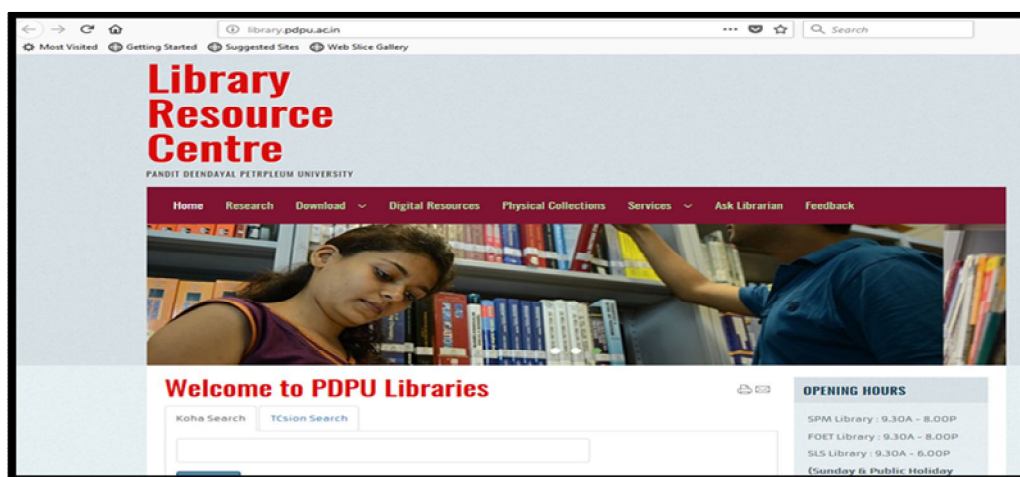 library.pdpu.ac.in
Search
Most Visited Getting Started Suggested Sites Web Slice Gallery
Library
Resource
Centre
PANDIT DEENDAYAL PETRPLEUM UNIVERSITY
Home Research Download Digital Resources Physical Collections Services Ask Librarian Feedback
Welcome to PDPU Libraries
Koha Search TCsion Search
OPENING HOURS
SPM Library : 9.30A - 8.00P
FOET Library : 9.30A - 8.00P
SLS Library : 9.30A - 6.00P
(Sunday & Public Holiday